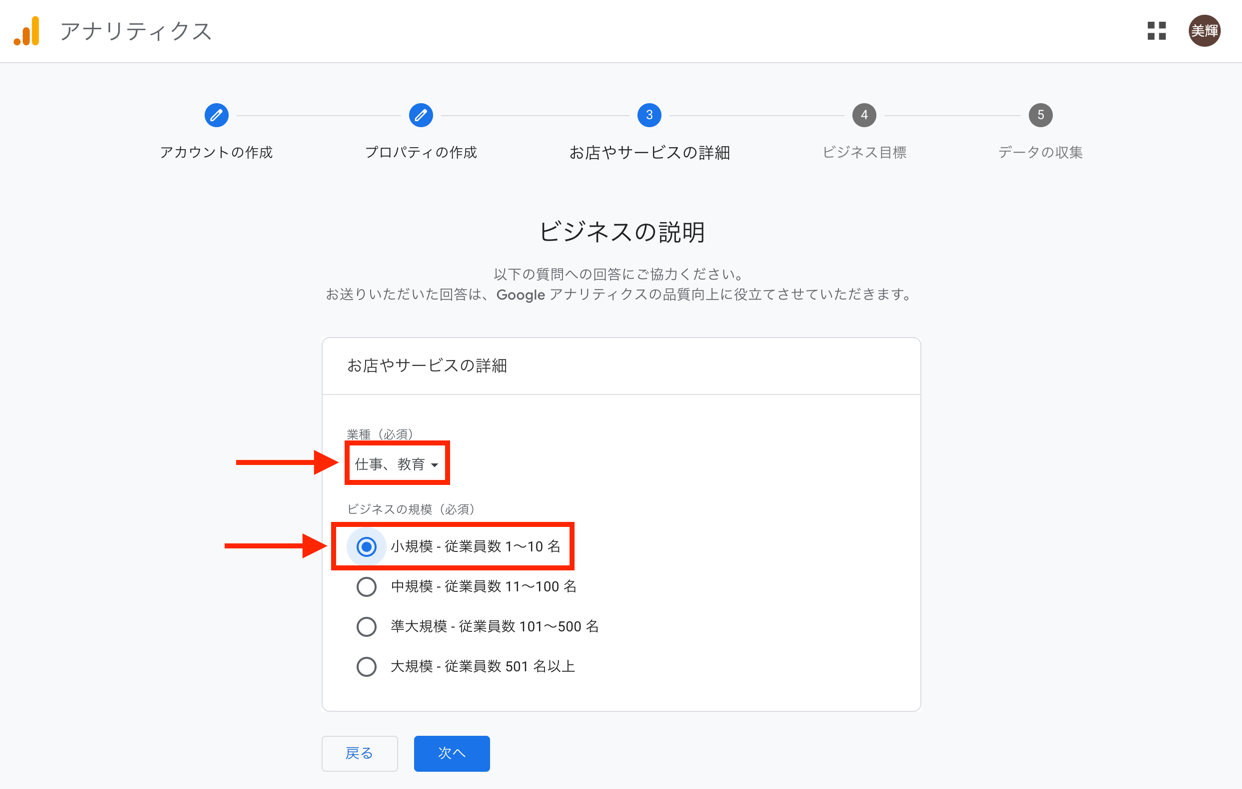 アナリティクス
美輝
3
4
5
アカウントの作成
プロパティの作成
お店やサービスの詳細
ビジネス目標
データの収集
ビジネスの説明
以下の質問への回答にご協力ください。
お送りいただいた回答は、Google アナリティクスの品質向上に役立てさせていただきます。
お店やサービスの詳細
業種（必須）
仕事、教育
ビジネスの規模（必須）
小規模 - 従業員数 1～10 名
中規模 - 従業員数 11～100 名
準大規模 - 従業員数 101～500 名
大規模 - 従業員数 501 名以上
戻る
次へ